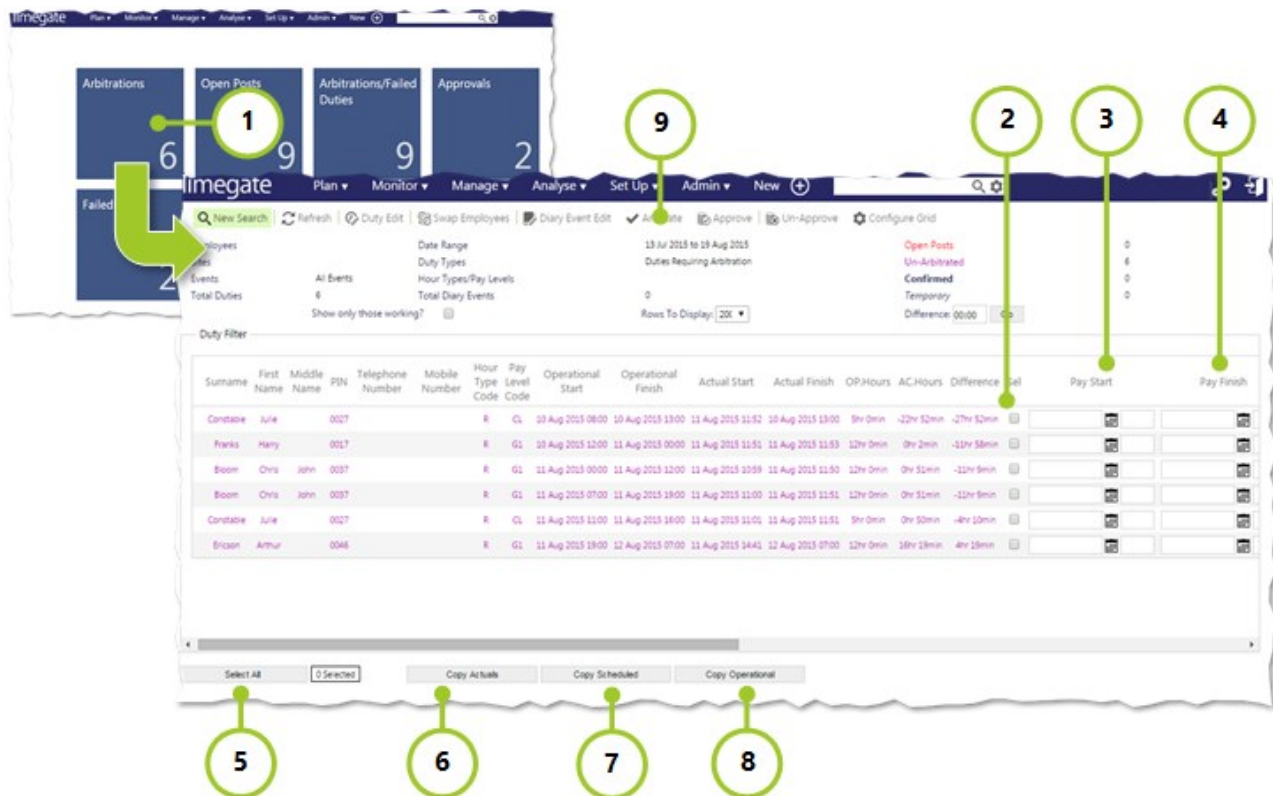 limegate Plan ▾ Monitor ▾ Manage ▾ Analyse ▾ Set Up ▾ Admin ▾ New
Arbitrations Open Posts Arbitrations/Failed Duties Approvals
1
6 9 9 2
Failed
2
9 2 3 4
limegate Plan ▾ Monitor ▾ Manage ▾ Analyse ▾ Set Up ▾ Admin ▾ New
New Search Refresh Duty Edit Swap Employees Diary Event Edit Approve Un-Approve Configure Grid
Date Range 13 Jul 2015 to 19 Aug 2015 Open Posts 0
Duty Types Duties Requiring Arbitration Un-Arbitrated 6
Events All Events Hour Types/Pay Levels Confirmed 0
Total Duties 6 Total Diary Events 0 Temporary 0
Show only those working? Rows To Display: Difference: 00:00
Duty Filter
Surname First Name Middle Name PIN Telephone Number Mobile Number Hour Type Code Pay Level Code Operational Start Operational Finish Actual Start Actual Finish OP.Hours AC.Hours Difference Sel Pay Start Pay Finish
Constable Julie 0027 R CL 10 Aug 2015 08:00 10 Aug 2015 13:00 11 Aug 2015 11:52 10 Aug 2015 13:00 5hr 0min -22hr 52min -27hr 52min
Franks Harry 0017 R G1 10 Aug 2015 12:00 11 Aug 2015 00:00 11 Aug 2015 11:51 11 Aug 2015 11:53 12hr 0min 0hr 2min -11hr 58min
Bloom Chris John 0037 R G1 11 Aug 2015 00:00 11 Aug 2015 12:00 11 Aug 2015 10:59 11 Aug 2015 11:50 12hr 0min 0hr 51min -11hr 9min
Bloom Chris John 0037 R G1 11 Aug 2015 07:00 11 Aug 2015 19:00 11 Aug 2015 11:00 11 Aug 2015 11:51 12hr 0min 0hr 51min -11hr 9min
Constable Julie 0027 R CL 11 Aug 2015 11:00 11 Aug 2015 16:00 11 Aug 2015 11:01 11 Aug 2015 11:51 5hr 0min 0hr 50min -4hr 10min
Ericson Arthur 0046 R G1 11 Aug 2015 19:00 12 Aug 2015 07:00 11 Aug 2015 14:41 12 Aug 2015 07:00 12hr 0min 16hr 19min 4hr 19min
Select All 0 Selected Copy Actuals Copy Scheduled Copy Operational
5 6 7 8